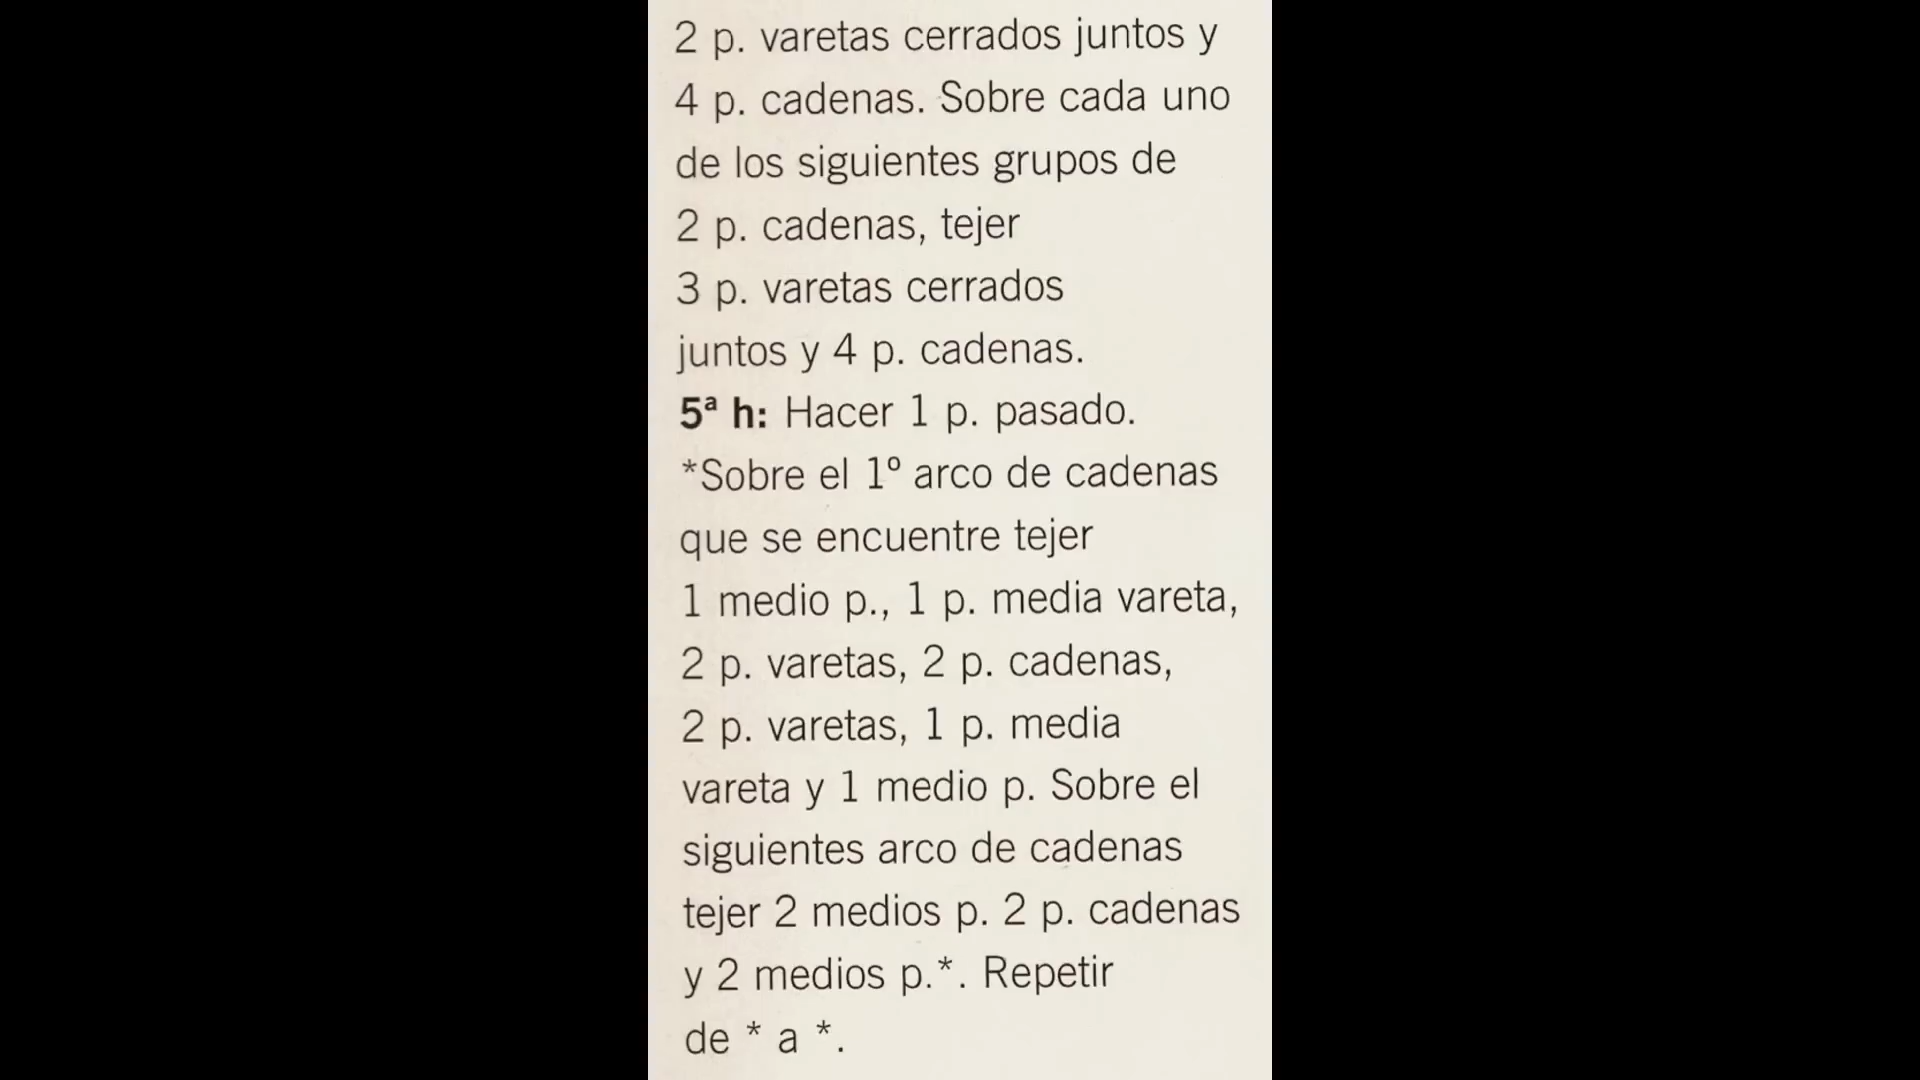 2 p. varetas cerrados juntos y
4 p. cadenas. Sobre cada uno
de los siguientes grupos de
2 p. cadenas, tejer
3 p. varetas cerrados
juntos y 4 p. cadenas.
5ª h: Hacer 1 p. pasado.
*Sobre el 1º arco de cadenas
que se encuentre tejer
1 medio p., 1 p. media vareta,
2 p. varetas, 2 p. cadenas,
2 p. varetas, 1 p. media
vareta y 1 medio p. Sobre el
siguientes arco de cadenas
tejer 2 medios p. 2 p. cadenas
y 2 medios p.*. Repetir
de * a *.